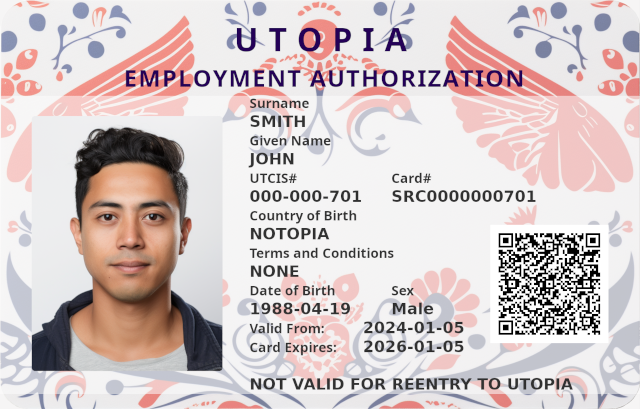 UTOPIA
EMPLOYMENT AUTHORIZATION
Surname
SMITH
Given Name
JOHN
UTCIS# Card#
000-000-701 SRC0000000701
Country of Birth
NOTOPIA
Terms and Conditions
NONE
Date of Birth Sex
1988-04-19 Male
Valid From: 2024-01-05
Card Expires: 2026-01-05
NOT VALID FOR REENTRY TO UTOPIA